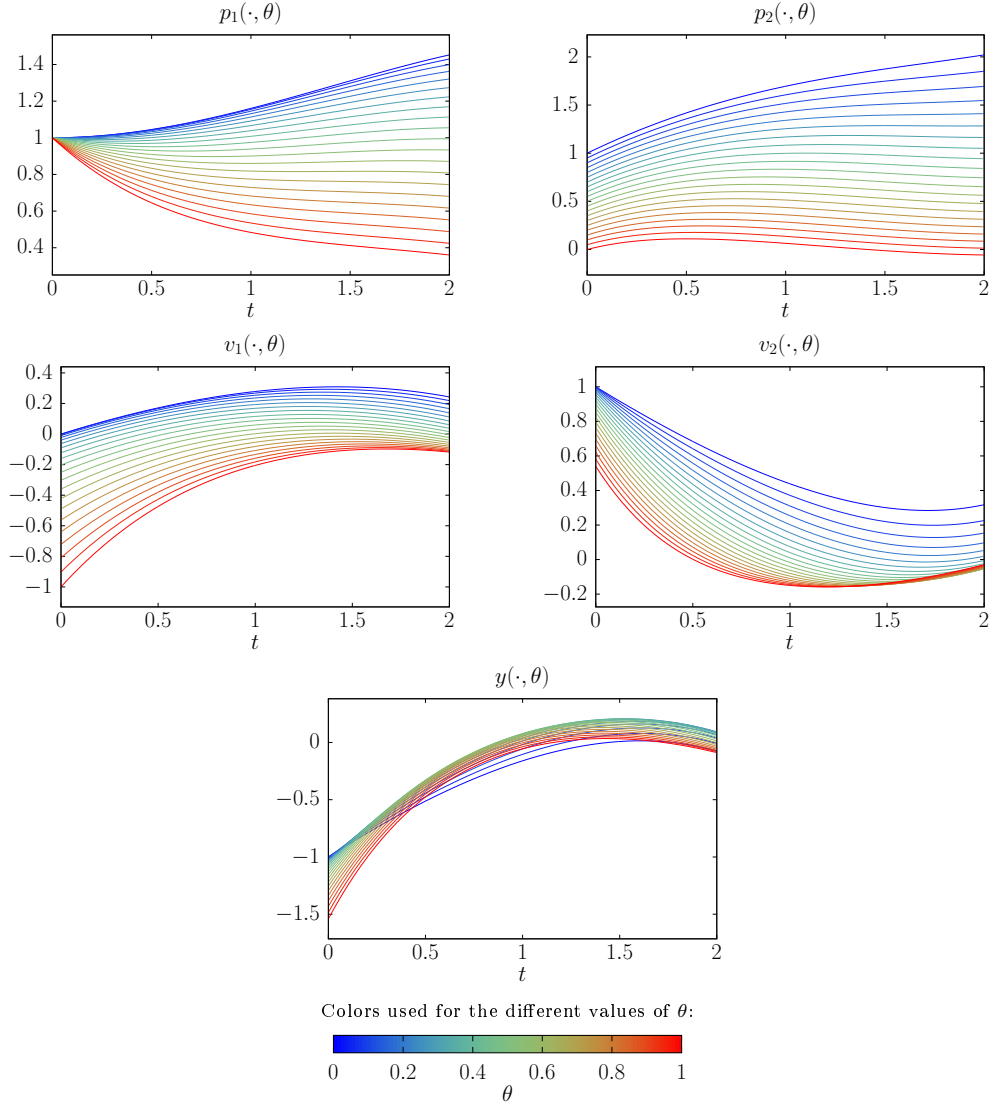 p₁(·, θ)
1.4
1.2
1
0.8
0.6
0.4
0 0.5 1 1.5 2
t
p₂(·, θ)
2
1.5
1
0.5
0
0 0.5 1 1.5 2
t
v₁(·, θ)
0.4
0.2
0
−0.2
−0.4
−0.6
−0.8
−1
0 0.5 1 1.5 2
t
v₂(·, θ)
1
0.8
0.6
0.4
0.2
0
−0.2
0 0.5 1 1.5 2
t
y(·, θ)
0
−0.5
−1
−1.5
0 0.5 1 1.5 2
t
Colors used for the different values of θ:
0 0.2 0.4 0.6 0.8 1
θ